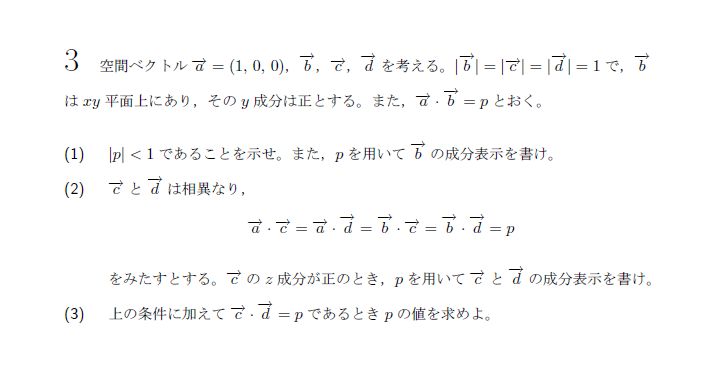 3 空間ベクトル $\overrightarrow{a} = (1, 0, 0)$, $\overrightarrow{b}$, $\overrightarrow{c}$, $\overrightarrow{d}$ を考える。$|\overrightarrow{b}| = |\overrightarrow{c}| = |\overrightarrow{d}| = 1$ で, $\overrightarrow{b}$
は $xy$ 平面上にあり，その $y$ 成分は正とする。また，$\overrightarrow{a} \cdot \overrightarrow{b} = p$ とおく。
(1) $|p| < 1$ であることを示せ。また，$p$ を用いて $\overrightarrow{b}$ の成分表示を書け。
(2) $\overrightarrow{c}$ と $\overrightarrow{d}$ は相異なり，
$\overrightarrow{a} \cdot \overrightarrow{c} = \overrightarrow{a} \cdot \overrightarrow{d} = \overrightarrow{b} \cdot \overrightarrow{c} = \overrightarrow{b} \cdot \overrightarrow{d} = p$
をみたすとする。$\overrightarrow{c}$ の $z$ 成分が正のとき，$p$ を用いて $\overrightarrow{c}$ と $\overrightarrow{d}$ の成分表示を書け。
(3) 上の条件に加えて $\overrightarrow{c} \cdot \overrightarrow{d} = p$ であるとき $p$ の値を求めよ。